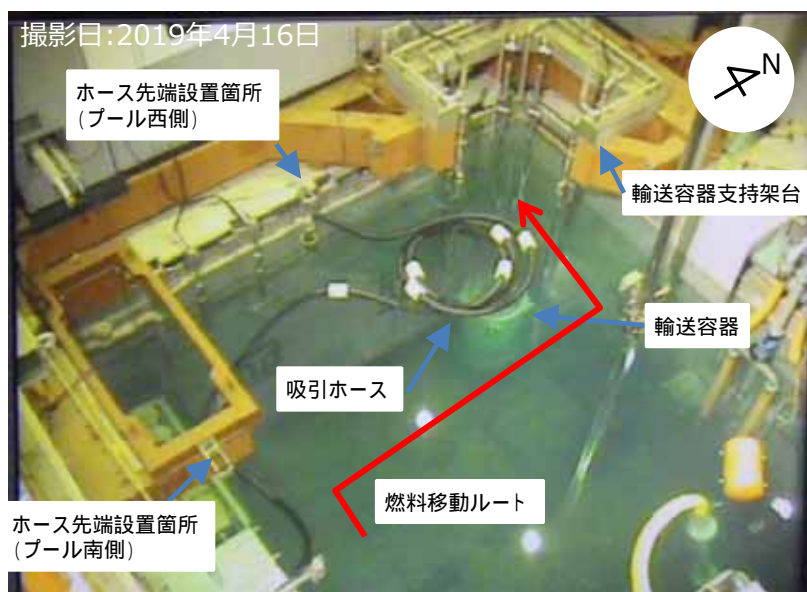 撮影日:2019年4月16日
N
ホース先端設置箇所
(プール西側)
輸送容器支持架台
輸送容器
吸引ホース
燃料移動ルート
ホース先端設置箇所
(プール南側)